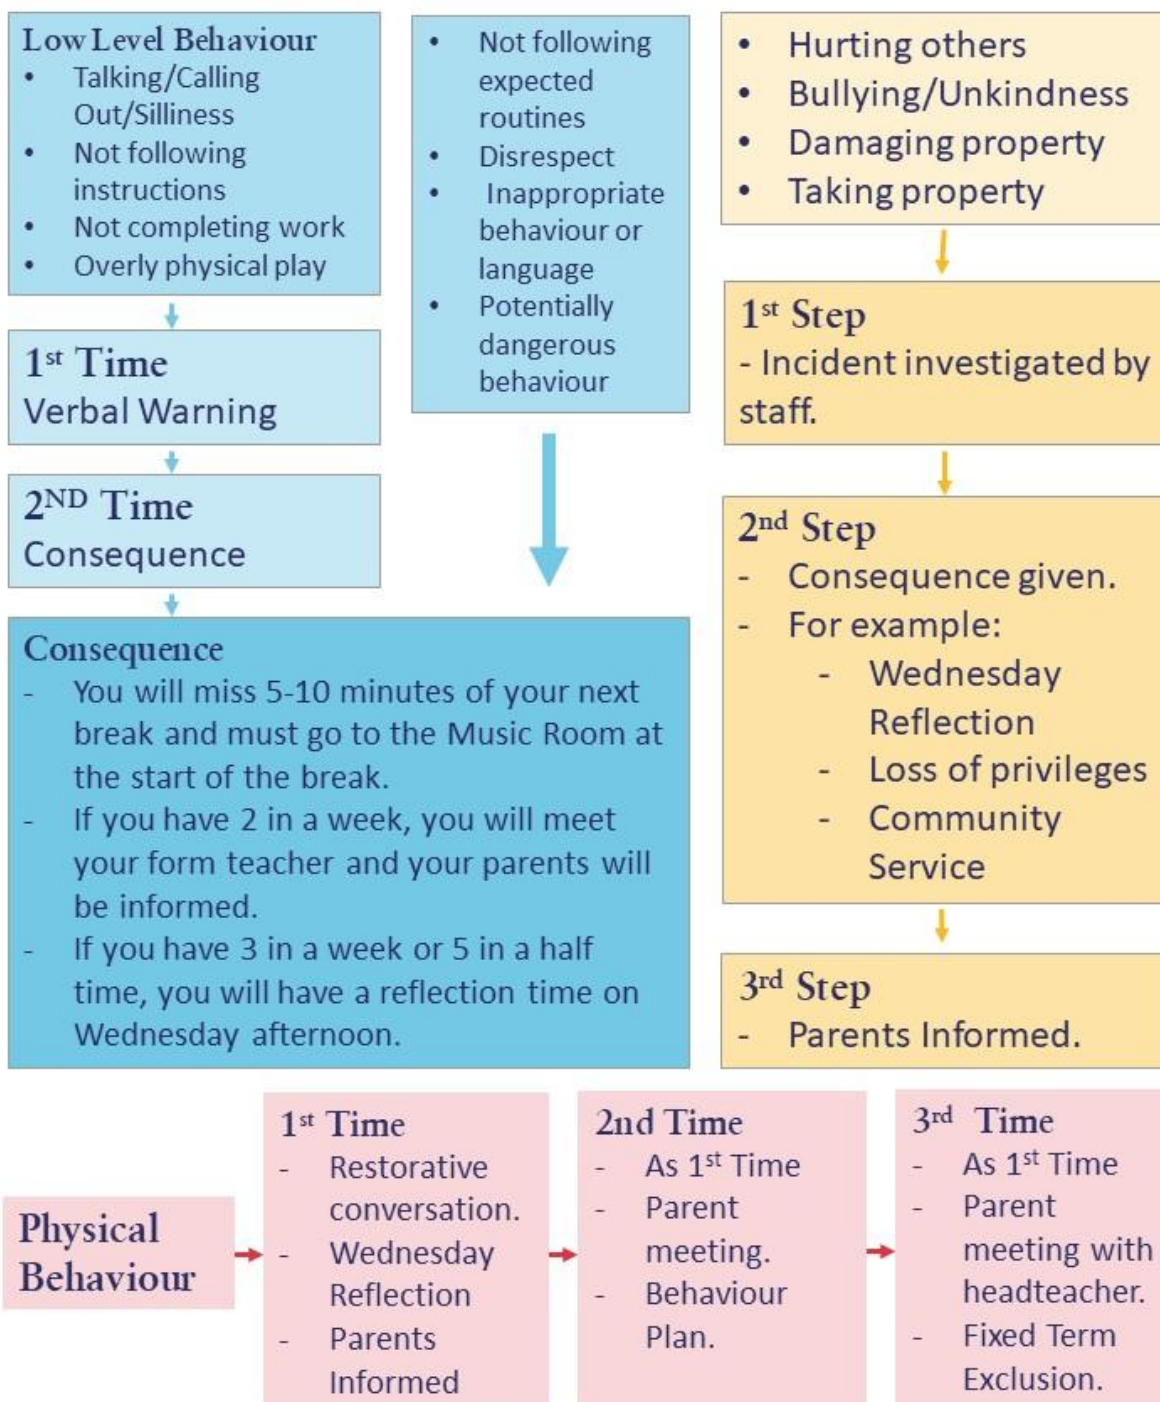 Low Level Behaviour
• Talking/Calling
Out/Silliness
• Not following
instructions
• Not completing work
• Overly physical play
1st Time
Verbal Warning
2ND Time
Consequence
• Not following
expected
routines
• Disrespect
• Inappropriate
behaviour or
language
• Potentially
dangerous
behaviour
Consequence
- You will miss 5-10 minutes of your next
break and must go to the Music Room at
the start of the break.
- If you have 2 in a week, you will meet
your form teacher and your parents will
be informed.
- If you have 3 in a week or 5 in a half
time, you will have a reflection time on
Wednesday afternoon.
• Hurting others
• Bullying/Unkindness
• Damaging property
• Taking property
1st Step
- Incident investigated by
staff.
2nd Step
- Consequence given.
- For example:
- Wednesday
Reflection
- Loss of privileges
- Community
Service
3rd Step
- Parents Informed.
Physical
Behaviour
1st Time
- Restorative
conversation.
- Wednesday
Reflection
- Parents
Informed
2nd Time
- As 1st Time
- Parent
meeting.
- Behaviour
Plan.
3rd Time
- As 1st Time
- Parent
meeting with
headteacher.
- Fixed Term
Exclusion.